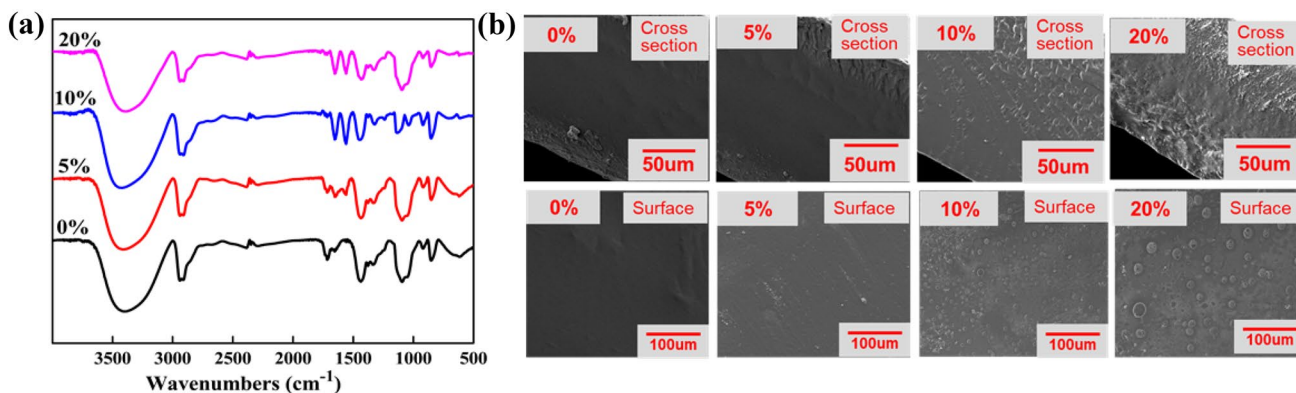 (a)
20%
10%
5%
0%
3500 3000 2500 2000 1500 1000 500
Wavenumbers (cm⁻¹)
(b)
0% Cross section
50um
5% Cross section
50um
10% Cross section
50um
20% Cross section
50um
0% Surface
100um
5% Surface
100um
10% Surface
100um
20% Surface
100um